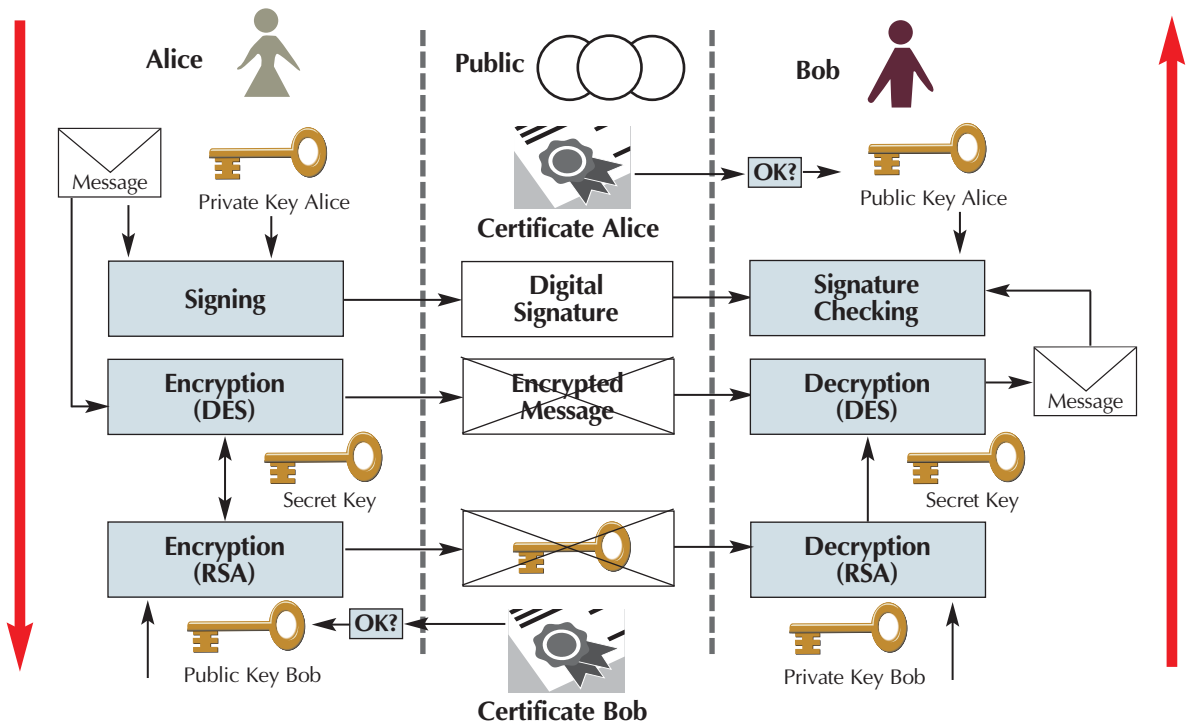 Alice
Public
Bob
Message
Private Key Alice
Certificate Alice
OK?
Public Key Alice
Signing
Digital
Signature
Signature
Checking
Encryption
(DES)
Encrypted
Message
Decryption
(DES)
Message
Secret Key
Secret Key
Encryption
(RSA)
Decryption
(RSA)
Public Key Bob
OK?
Certificate Bob
Private Key Bob